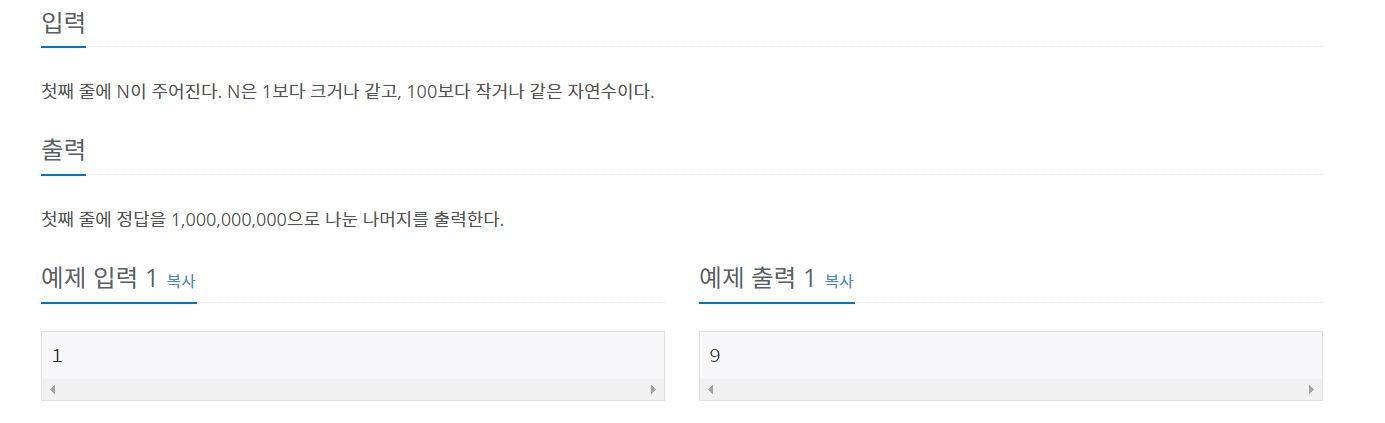 입력
첫째 줄에 N이 주어진다. N은 1보다 크거나 같고, 100보다 작거나 같은 자연수이다.
출력
첫째 줄에 정답을 1,000,000,000으로 나눈 나머지를 출력한다.
예제 입력 1 복사
1
예제 출력 1 복사
9